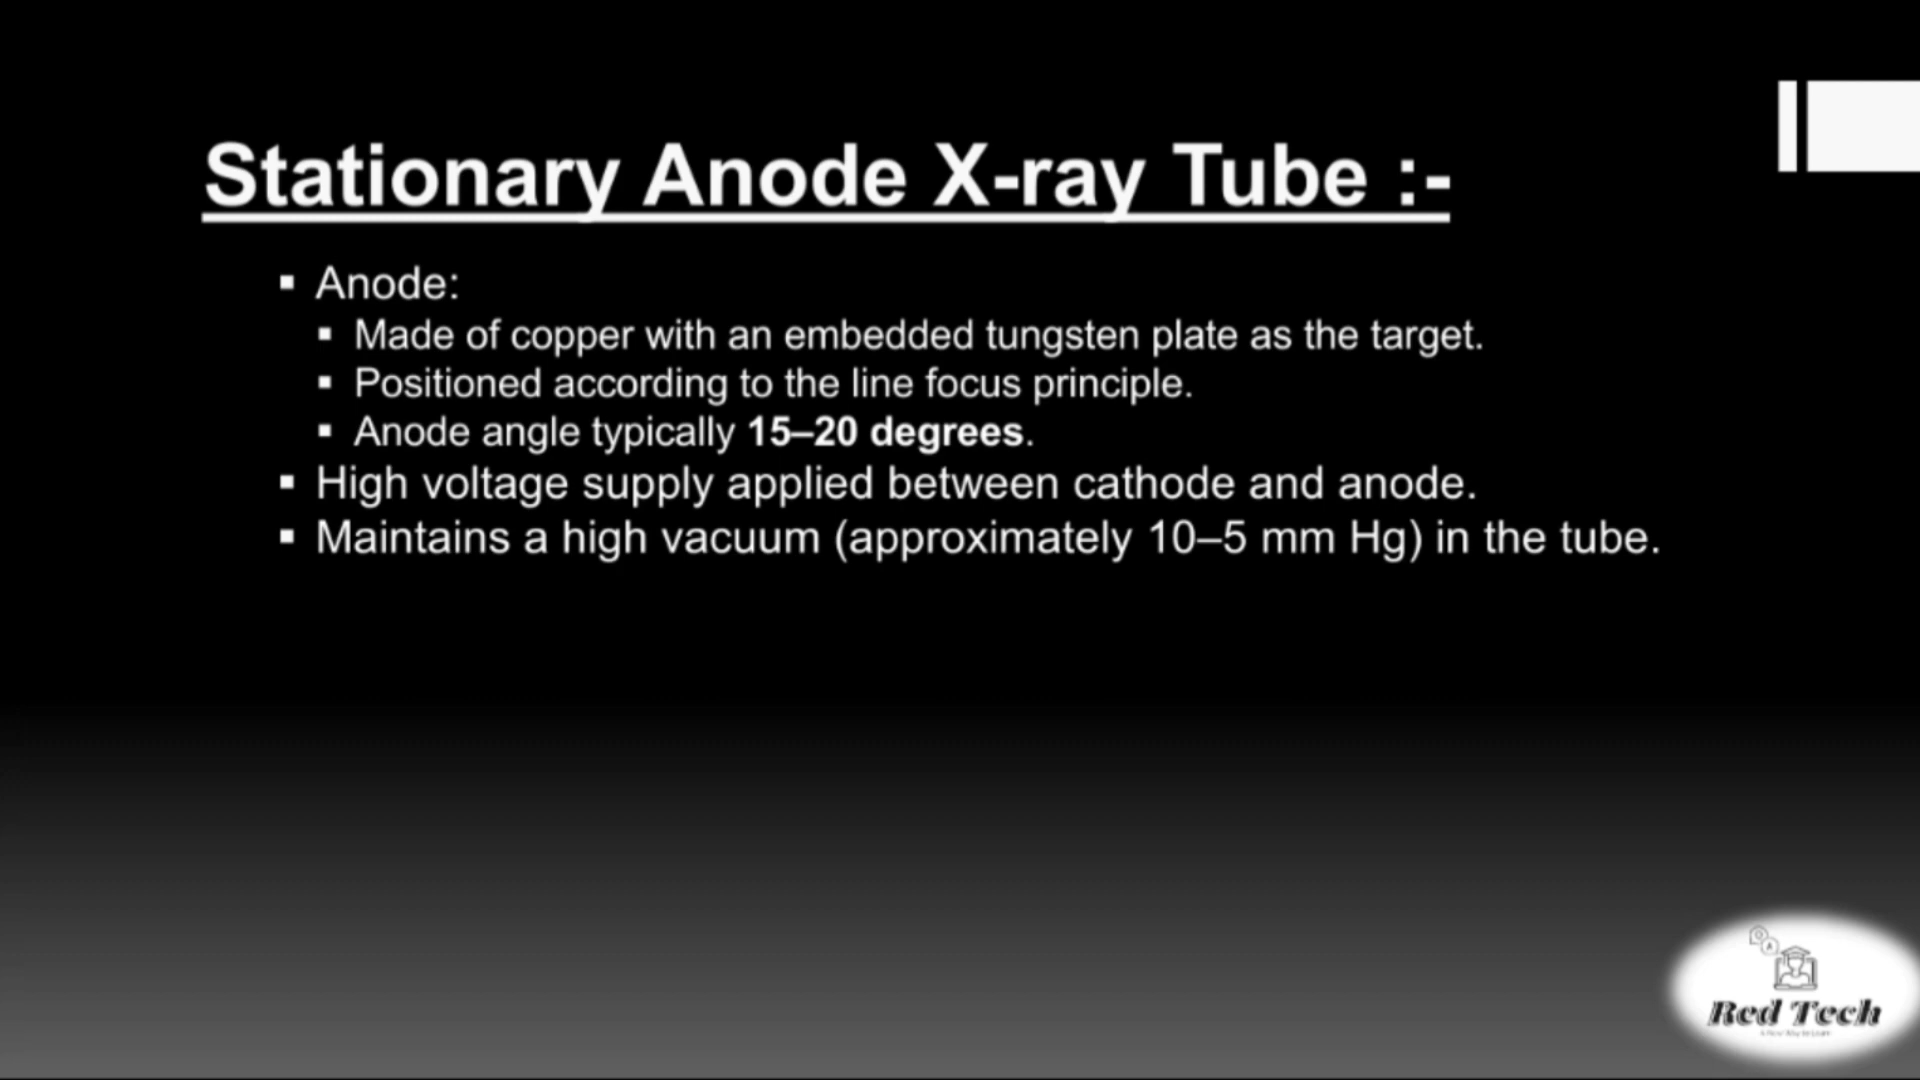 Stationary Anode X-ray Tube :-
▪ Anode:
▪ Made of copper with an embedded tungsten plate as the target.
▪ Positioned according to the line focus principle.
▪ Anode angle typically 15–20 degrees.
▪ High voltage supply applied between cathode and anode.
▪ Maintains a high vacuum (approximately 10–5 mm Hg) in the tube.
Q
A
Red Tech